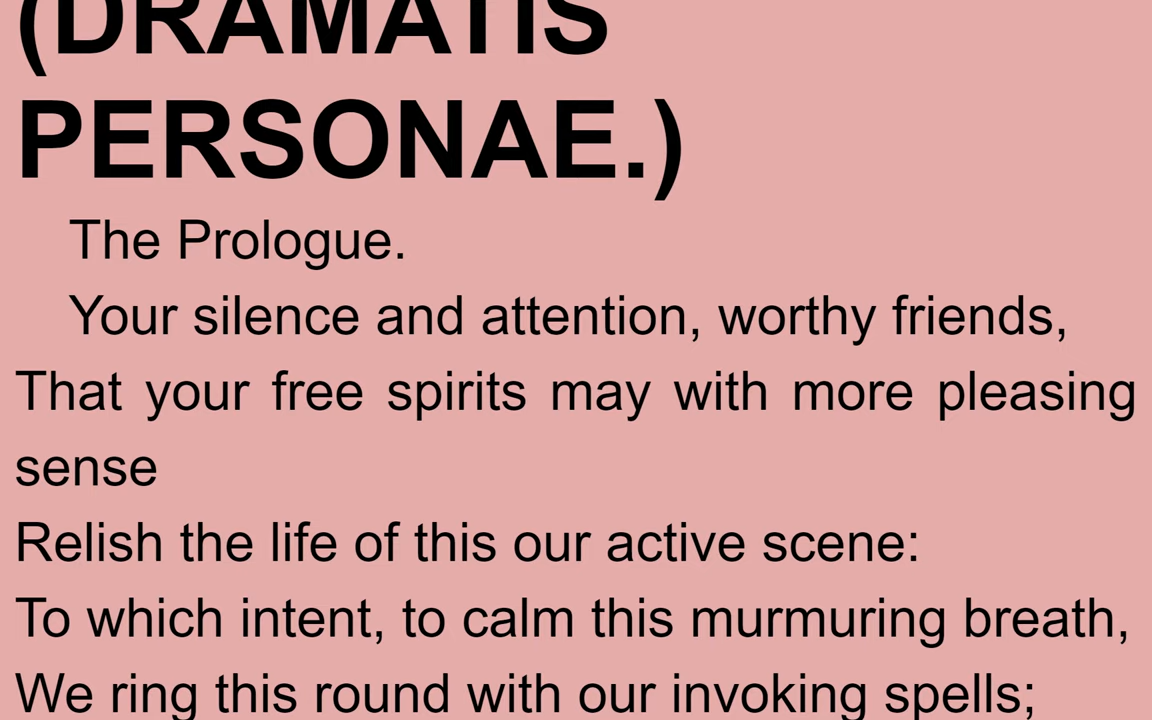 (DRAMATIS
PERSONAE.)
The Prologue.
Your silence and attention, worthy friends,
That your free spirits may with more pleasing
sense
Relish the life of this our active scene:
To which intent, to calm this murmuring breath,
We ring this round with our invoking spells;